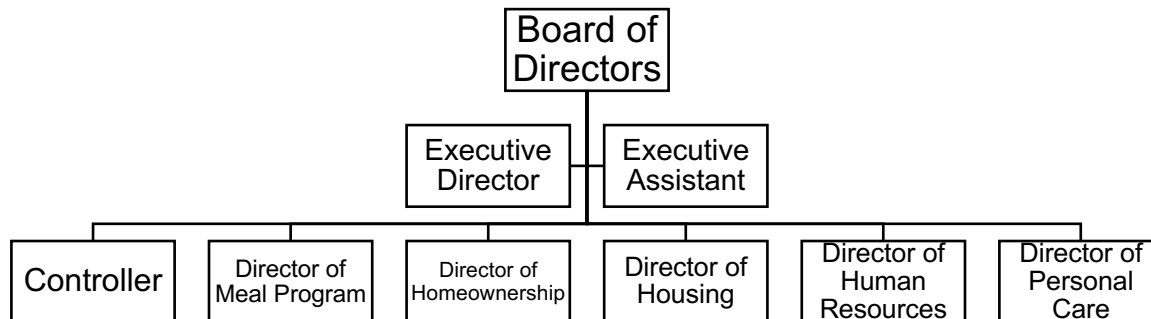 Board of
Directors
Executive
Director
Executive
Assistant
Controller
Director of
Meal Program
Director of
Homeownership
Director of
Housing
Director of
Human
Resources
Director of
Personal
Care